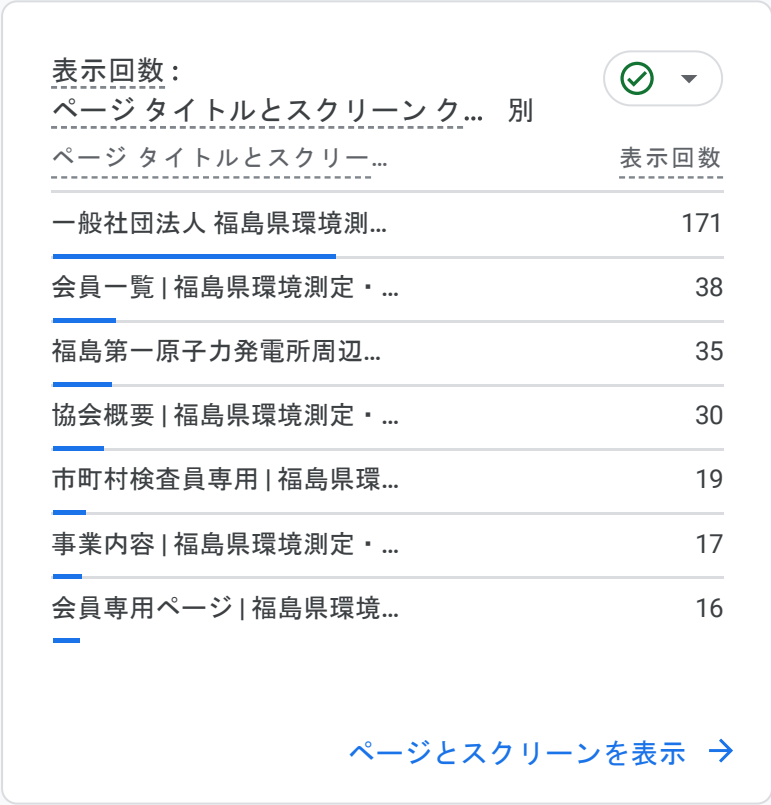 表示回数 :
ページ タイトルとスクリーン ク... 別
ページ タイトルとスクリー... 表示回数
一般社団法人 福島県環境測... 171
会員一覧 | 福島県環境測定・... 38
福島第一原子力発電所周辺... 35
協会概要 | 福島県環境測定・... 30
市町村検査員専用 | 福島県環... 19
事業内容 | 福島県環境測定・... 17
会員専用ページ | 福島県環境... 16
ページとスクリーンを表示 →